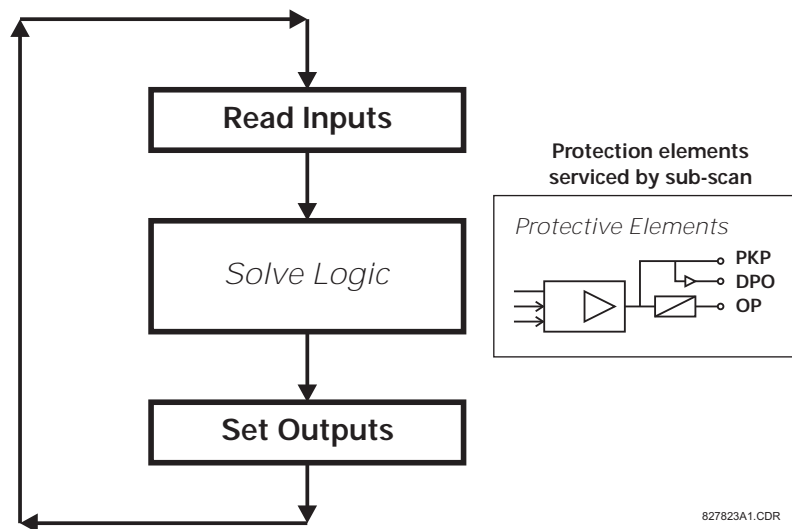 Read Inputs
Solve Logic
Set Outputs
Protection elements
serviced by sub-scan
Protective Elements
PKP
DPO
OP
827823A1.CDR